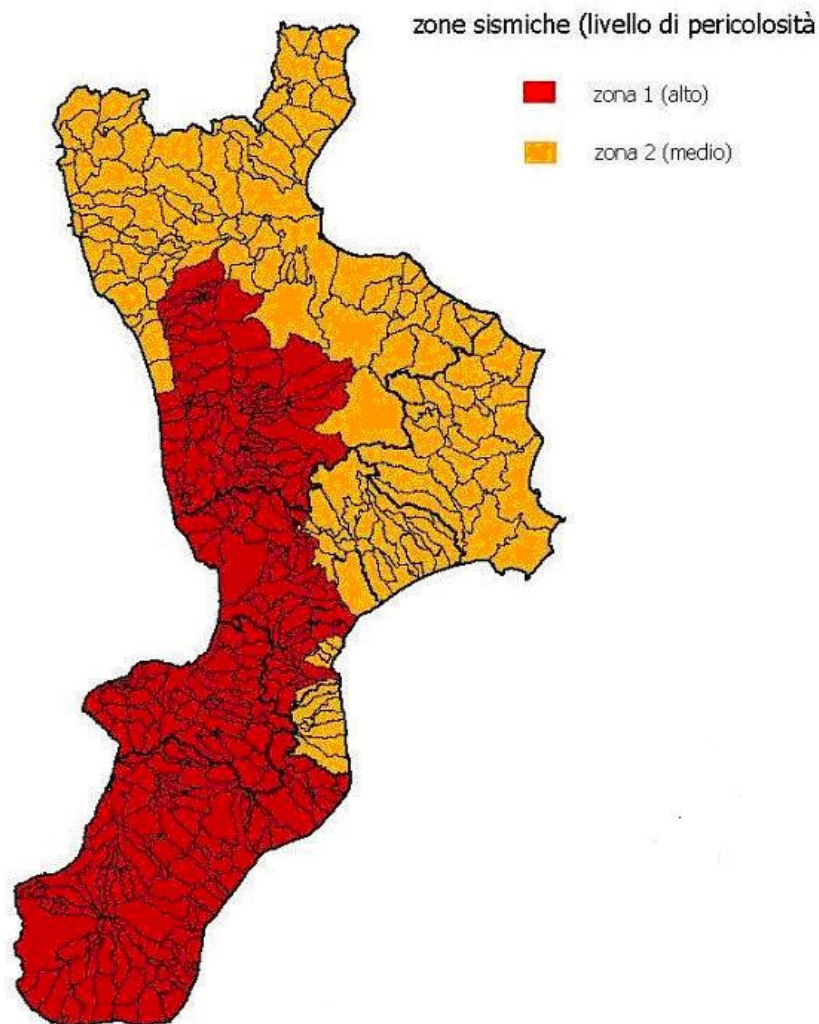 zone sismiche (livello di pericolosità
zona 1 (alto)
zona 2 (medio)